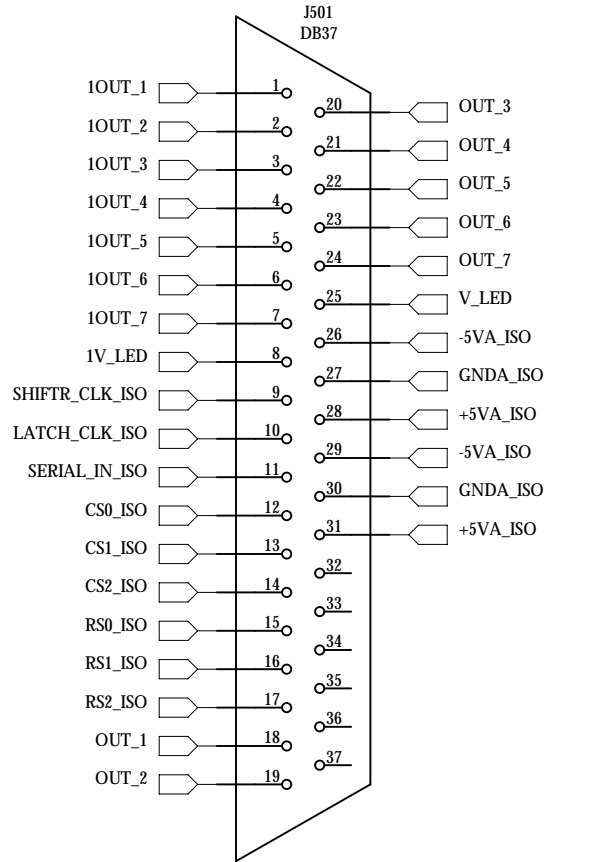 J501
DB37
1OUT_1 1
1OUT_2 2
1OUT_3 3
1OUT_4 4
1OUT_5 5
1OUT_6 6
1OUT_7 7
1V_LED 8
SHIFTR_CLK_ISO 9
LATCH_CLK_ISO 10
SERIAL_IN_ISO 11
CS0_ISO 12
CS1_ISO 13
CS2_ISO 14
RS0_ISO 15
RS1_ISO 16
RS2_ISO 17
OUT_1 18
OUT_2 19
20 OUT_3
21 OUT_4
22 OUT_5
23 OUT_6
24 OUT_7
25 V_LED
26 -5VA_ISO
27 GNDA_ISO
28 +5VA_ISO
29 -5VA_ISO
30 GNDA_ISO
31 +5VA_ISO
32
33
34
35
36
37